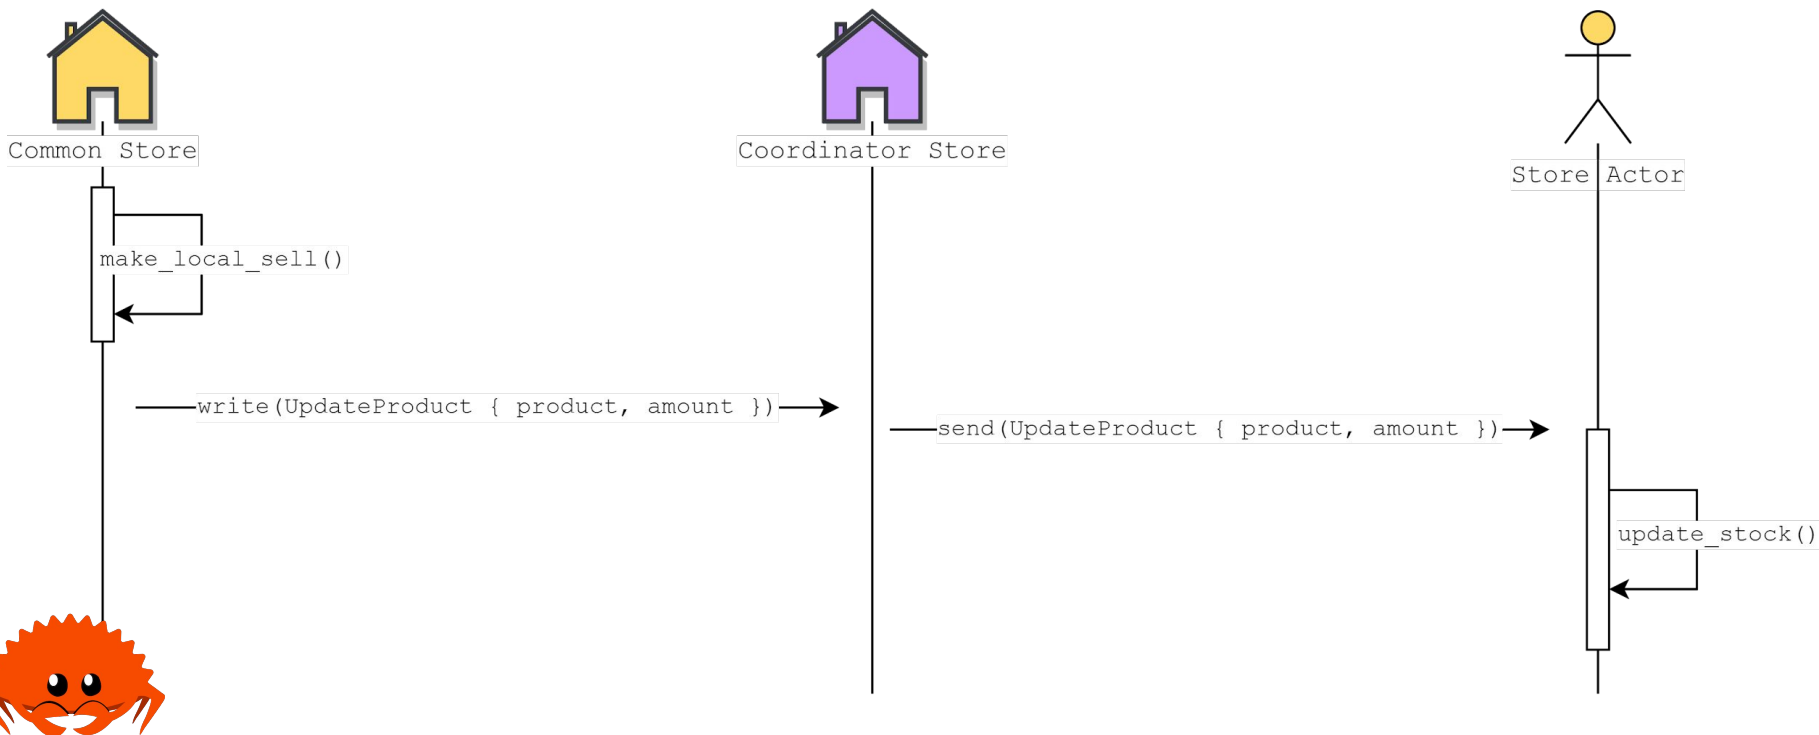 Common Store
Coordinator Store
Store Actor
make_local_sell()
write(UpdateProduct { product, amount })
send(UpdateProduct { product, amount })
update_stock()